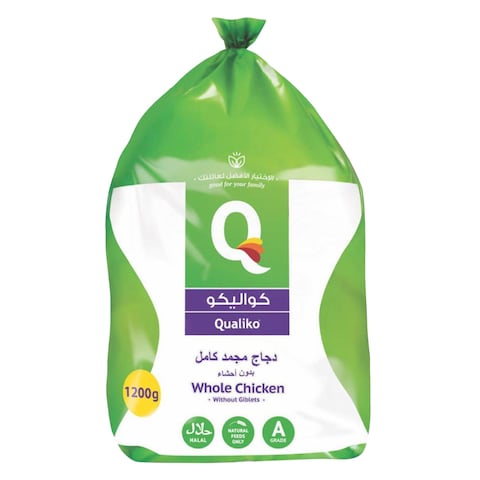 الإختيار الأفضل لعائلتك
good for your family
Q
كواليكو
Qualiko
دجاج مجمد كامل
بدون أحشاء
Whole Chicken
• Without Giblets •
1200g
حلال
HALAL
NATURAL
FEEDS
ONLY
A
GRADE